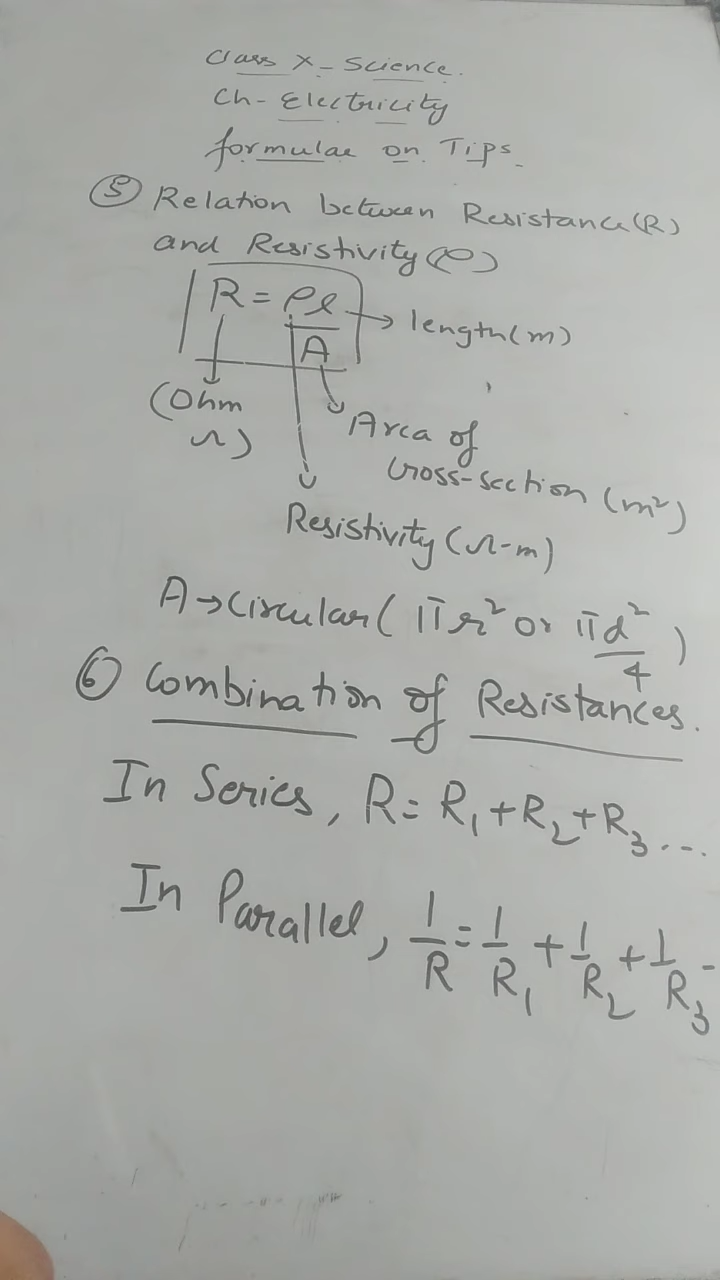 Class X - Science.
Ch - Electricity
formulae on Tips.
⑤ Relation between Resistance (R)
and Resistivity (ρ)
R = ρl/A → length (m)
(Ohm
Ω)
Area of
cross-section (m²)
Resistivity (Ω-m)
A → Circular ( πr² or πd²/4 )
⑥ Combination of Resistances.
In Series, R = R₁ + R₂ + R₃ ...
In Parallel, 1/R = 1/R₁ + 1/R₂ + 1/R₃ -